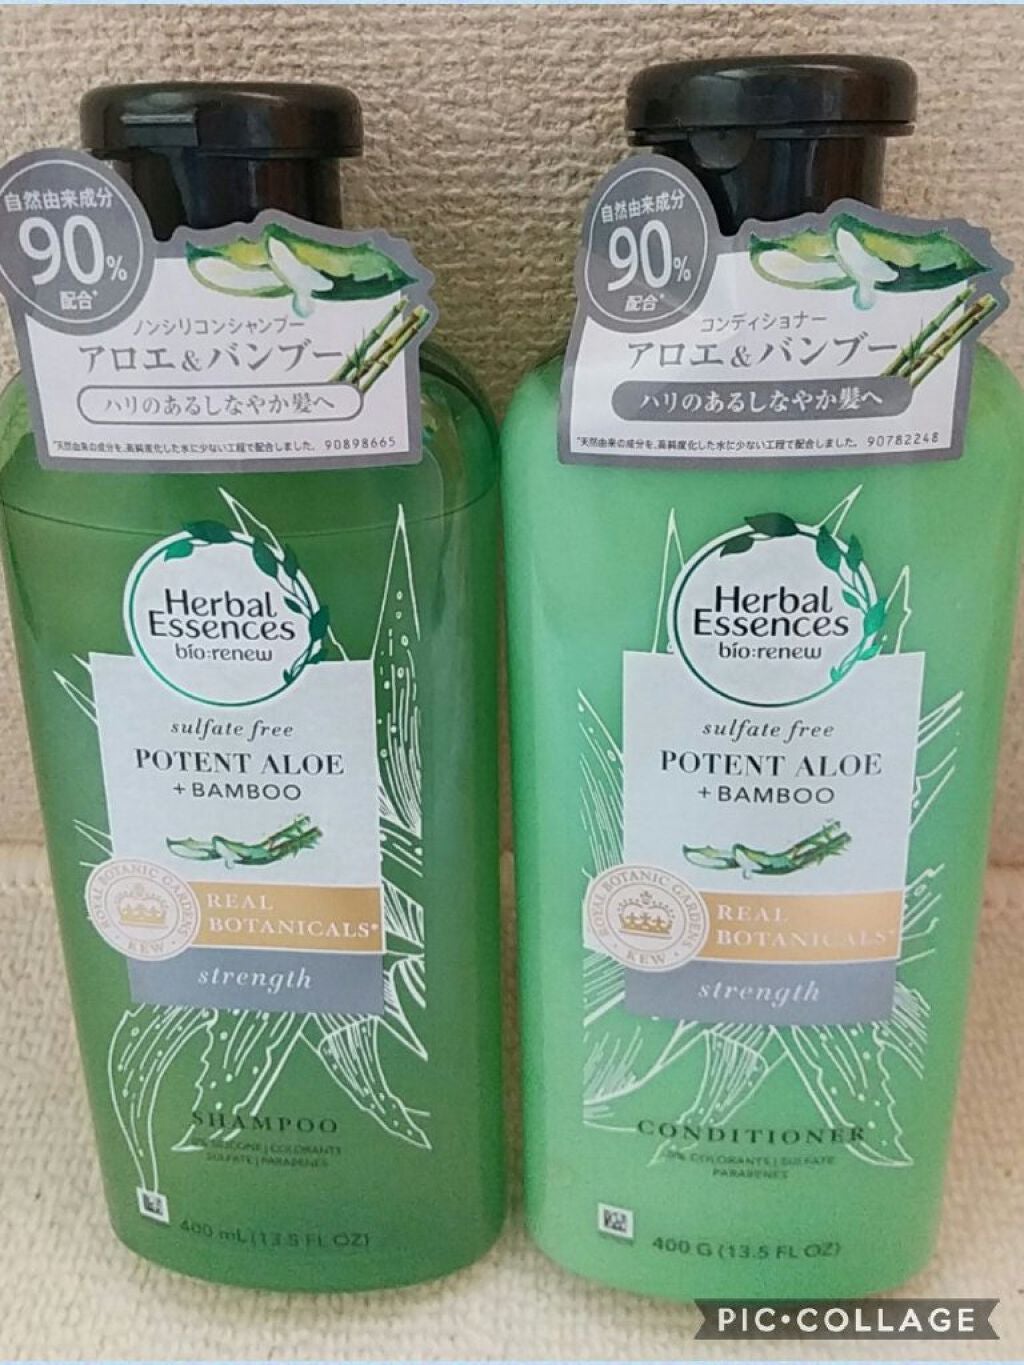 自然由来成分
90%
配合*
ノンシリコンシャンプー
アロエ&バンブー
ハリのあるしなやか髪へ
*天然由来の成分を、高純度化した水に少ない工程で配合しました。 90898665
Herbal
Essences
bio:renew
sulfate free
POTENT ALOE
+ BAMBOO
ROYAL BOTANIC GARDENS
KEW
REAL
BOTANICALS*
strength
SHAMPOO
0% SILICONE | COLORANTS
SULFATE | PARABENES
400 mL (13.5 FL OZ)
自然由来成分
90%
配合*
コンディショナー
アロエ&バンブー
ハリのあるしなやか髪へ
*天然由来の成分を、高純度化した水に少ない工程で配合しました。 90782248
Herbal
Essences
bio:renew
sulfate free
POTENT ALOE
+ BAMBOO
ROYAL BOTANIC GARDENS
KEW
REAL
BOTANICALS*
strength
CONDITIONER
0% COLORANTS | SULFATE
PARABENES
400 G (13.5 FL OZ)
PIC•COLLAGE